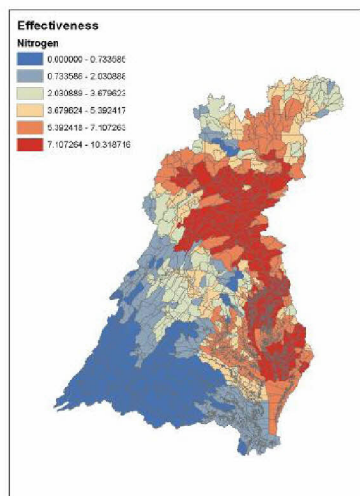 Effectiveness
Nitrogen
0.000000 - 0.733585
0.733586 - 2.030888
2.030889 - 3.679623
3.679624 - 5.392417
5.392418 - 7.107263
7.107264 - 10.318716